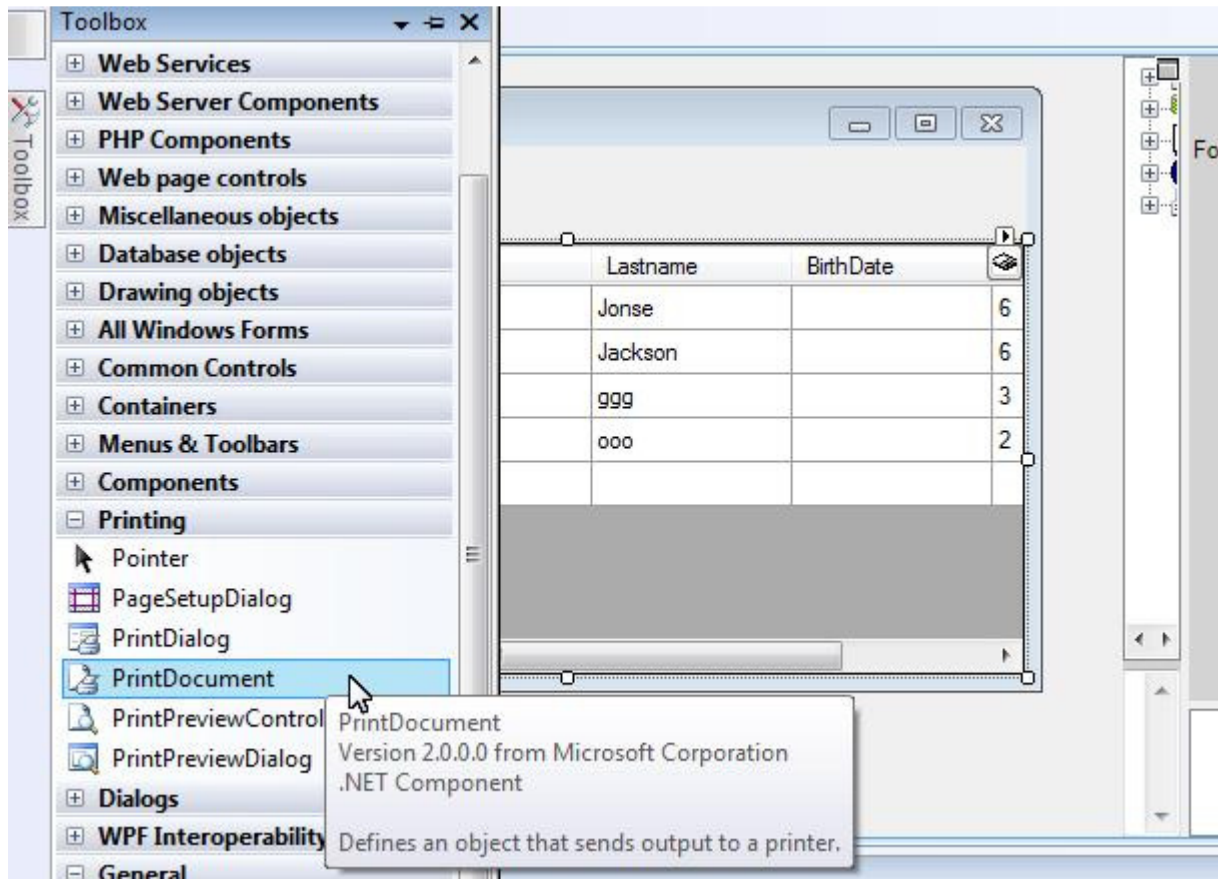 Toolbox
Web Services
Web Server Components
PHP Components
Web page controls
Miscellaneous objects
Database objects
Drawing objects
All Windows Forms
Common Controls
Containers
Menus & Toolbars
Components
Printing
Pointer
PageSetupDialog
PrintDialog
PrintDocument
PrintPreviewControl
PrintPreviewDialog
Dialogs
WPF Interoperability
General
Toolbox
Lastname BirthDate
Jonse 6
Jackson 6
ggg 3
ooo 2
PrintDocument
Version 2.0.0.0 from Microsoft Corporation
.NET Component
Defines an object that sends output to a printer.
Fo